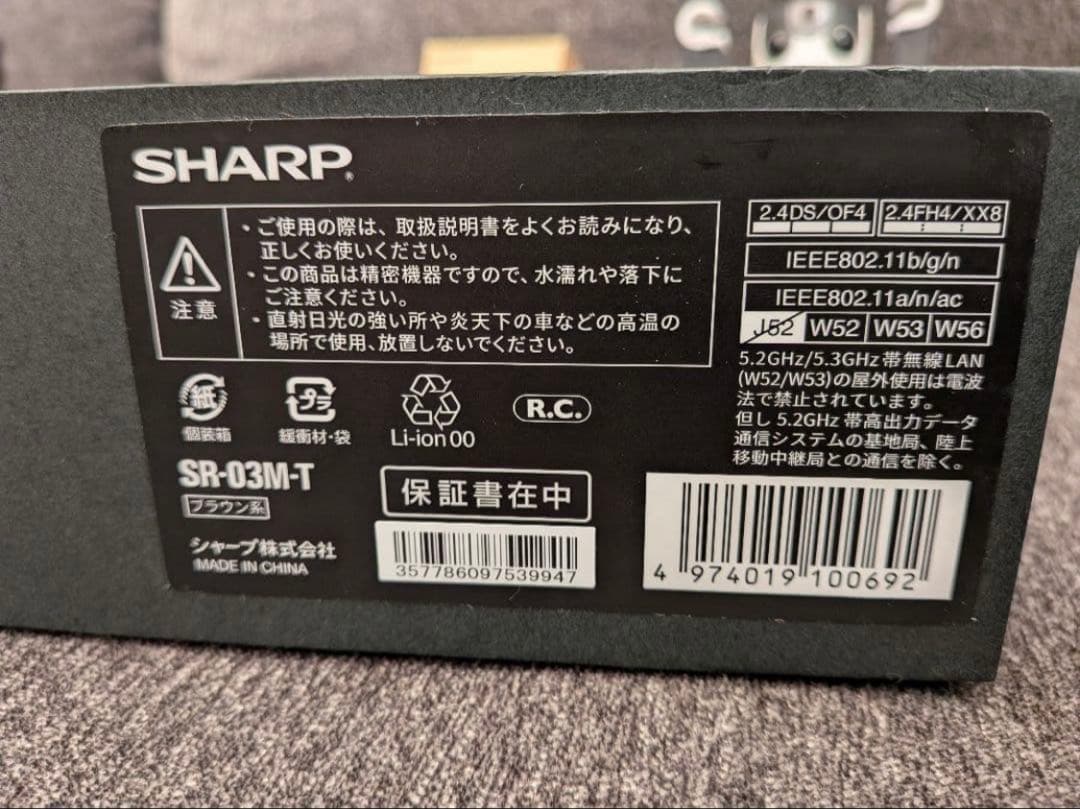 SHARP®
注意
・ご使用の際は、取扱説明書をよくお読みになり、
正しくお使いください。
・この商品は精密機器ですので、水濡れや落下に
ご注意ください。
・直射日光の強い所や炎天下の車などの高温の
場所で使用、放置しないでください。
2.4DS/OF4 2.4FH4/XX8
IEEE802.11b/g/n
IEEE802.11a/n/ac
J52 W52 W53 W56
5.2GHz/5.3GHz帯無線LAN
(W52/W53)の屋外使用は電波
法で禁止されています。
但し5.2GHz帯高出力データ
通信システムの基地局、陸上
移動中継局との通信を除く。
紙
個装箱
プラ
緩衝材・袋
Li-ion 00
R.C.
SR-03M-T
ブラウン系
シャープ株式会社
MADE IN CHINA
保証書在中
357786097539947
4 974019 100692